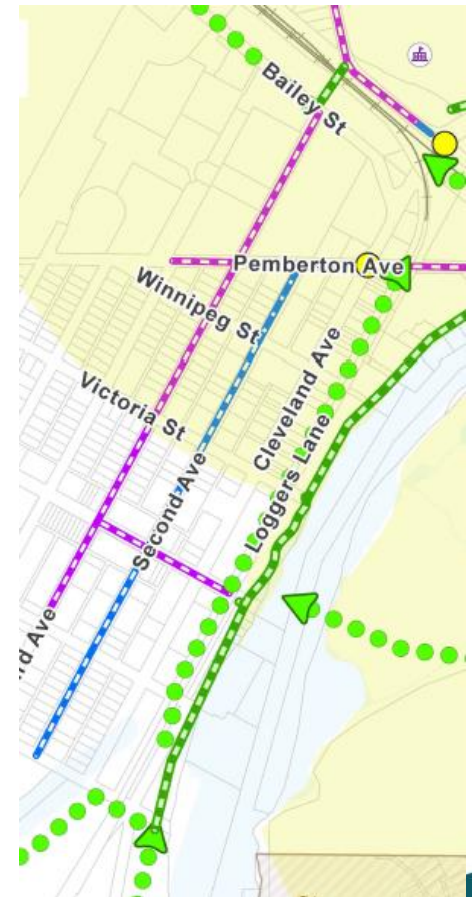 Bailey St
Pemberton Ave
Winnipeg St
Cleveland Ave
Victoria St
Loggers Lane
Second Ave
rd Ave